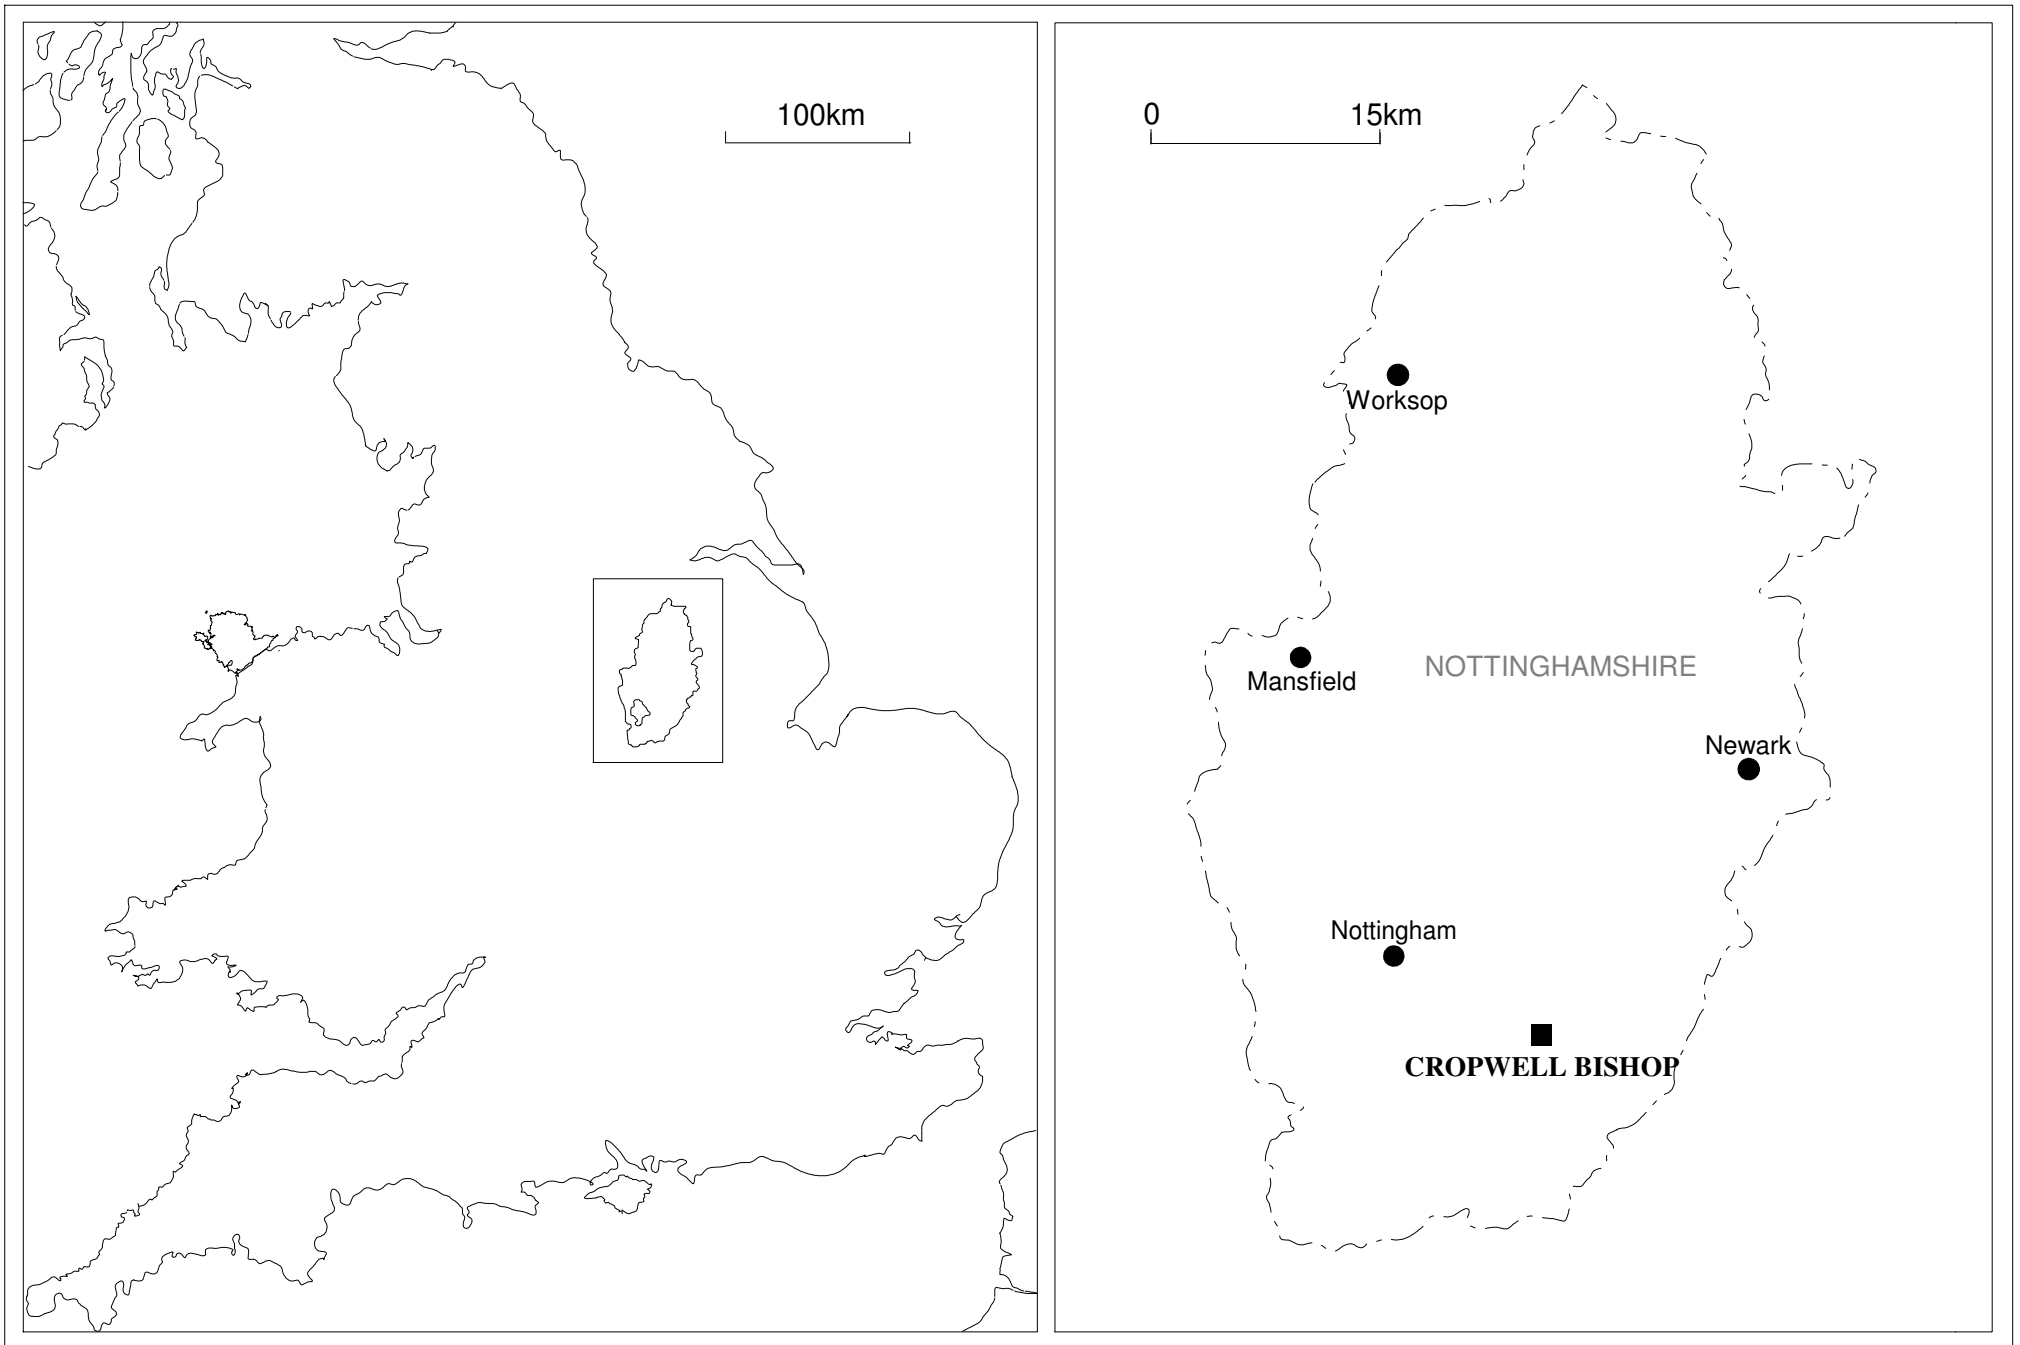 100km
0 15km
Worksop
NOTTINGHAMSHIRE
Mansfield
Newark
Nottingham
CROPWELL BISHOP